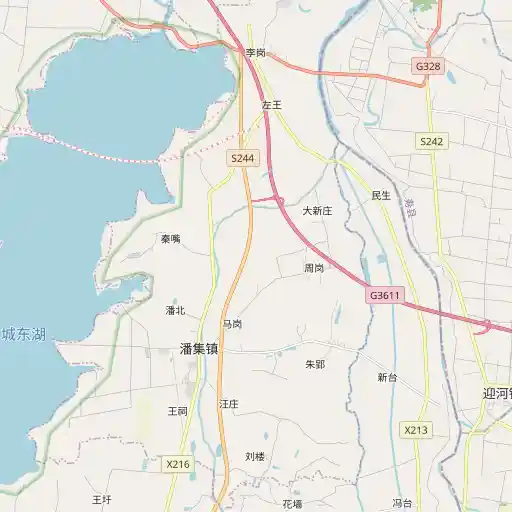 李岗
G328
左王
S242
S244
民生
大新庄
寿县
秦嘴
周岗
G3611
潘北
马岗
城东湖
潘集镇
朱郢
新台
迎河镇
汪庄
王祠
X213
刘楼
X216
王圩
花墙
冯台